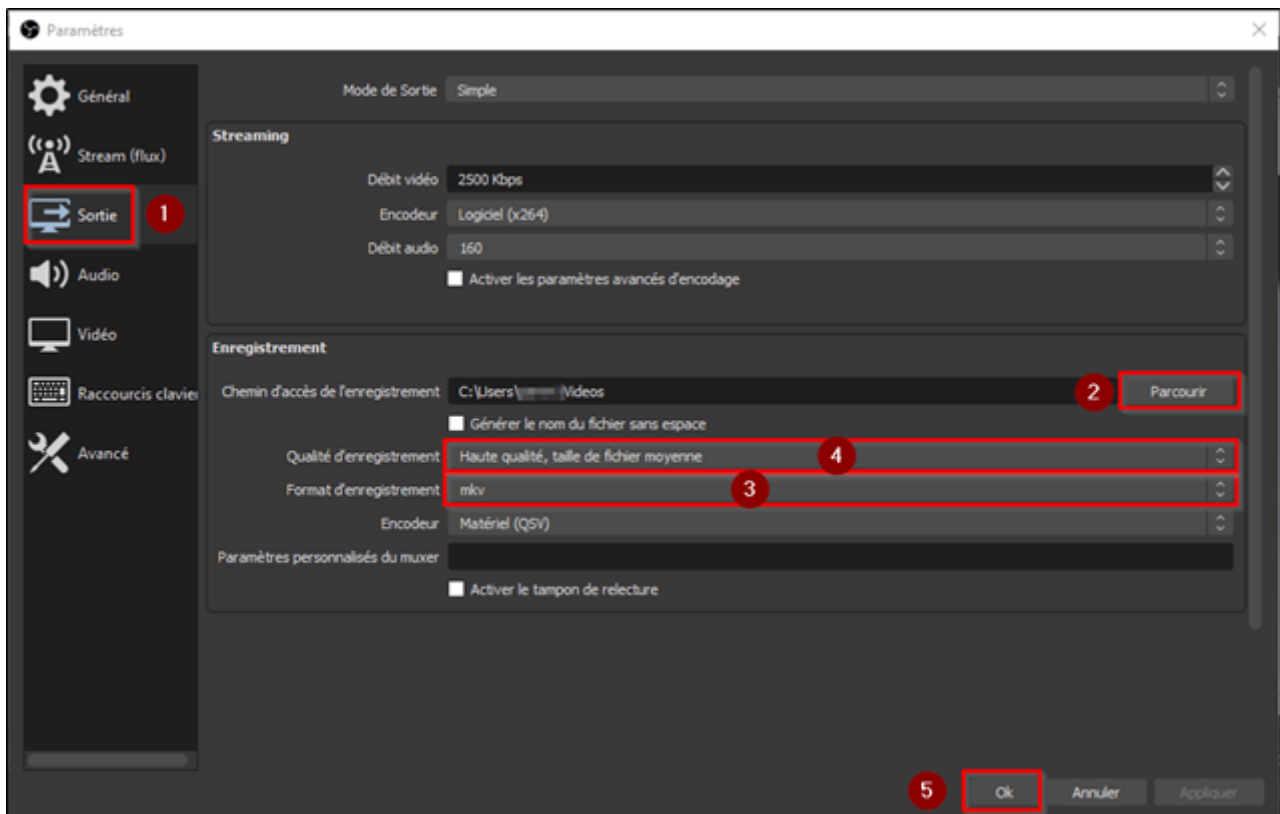 Paramètres
Général
Stream (flux)
Sortie
1
Audio
Vidéo
Raccourcis clavie
Avancé
Mode de Sortie Simple
Streaming
Débit vidéo 2500 Kbps
Encodeur Logiciel (x264)
Débit audio 160
Activer les paramètres avancés d'encodage
Enregistrement
Chemin d'accès de l'enregistrement C:\Users\ \Videos 2 Parcourir
Générer le nom du fichier sans espace
Qualité d'enregistrement Haute qualité, taille de fichier moyenne 4
Format d'enregistrement mkv 3
Encodeur Matériel (QSV)
Paramètres personnalisés du muxer
Activer le tampon de relecture
5 Ok Annuler Appliquer